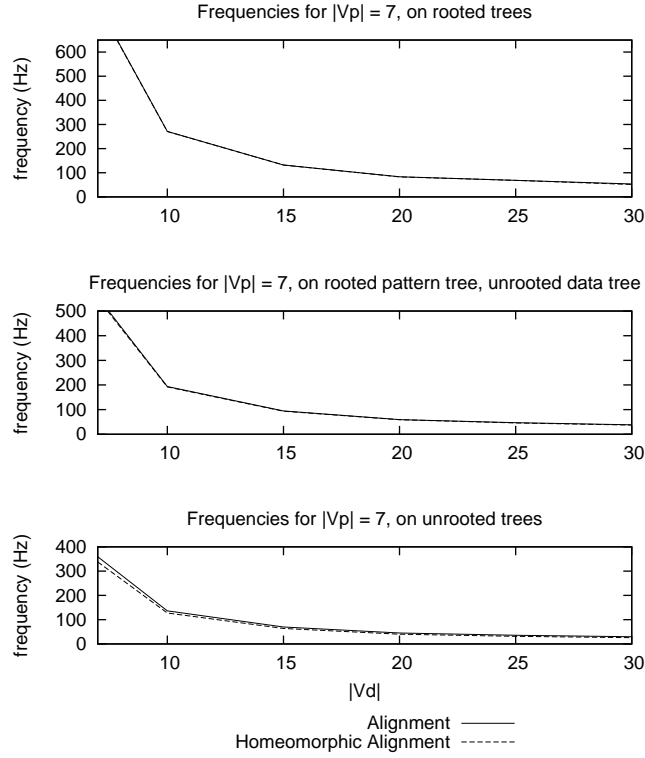 Frequencies for |Vp| = 7, on rooted trees
frequency (Hz)
600
500
400
300
200
100
0
10 15 20 25 30
Frequencies for |Vp| = 7, on rooted pattern tree, unrooted data tree
frequency (Hz)
500
400
300
200
100
0
10 15 20 25 30
Frequencies for |Vp| = 7, on unrooted trees
frequency (Hz)
400
300
200
100
0
10 15 20 25 30
|Vd|
Alignment
Homeomorphic Alignment